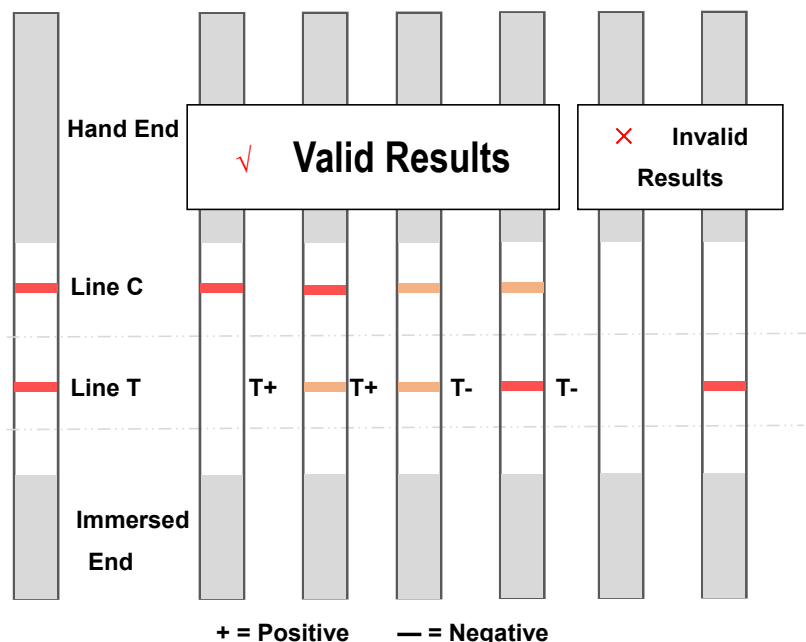 Hand End
√ Valid Results
× Invalid
Results
Line C
Line T
T+
T+
T-
T-
Immersed
End
+ = Positive
— = Negative